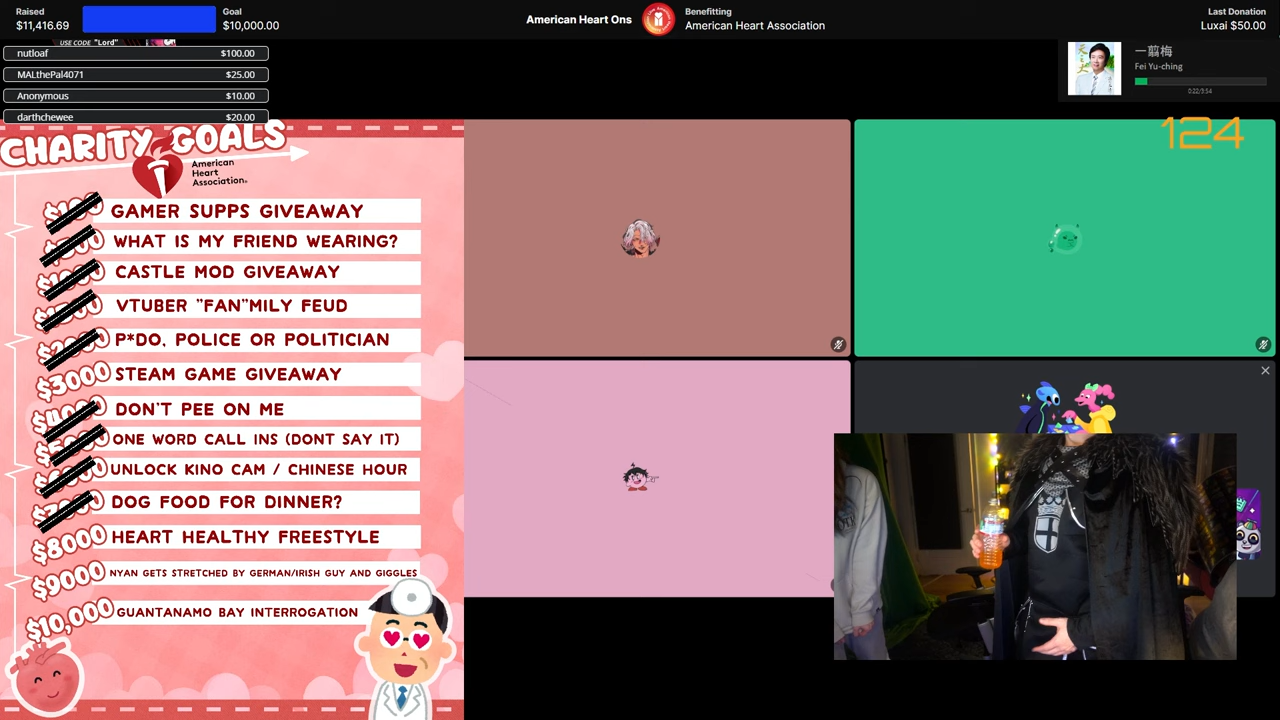 Raised
$11,416.69
Goal
$10,000.00
American Heart Ons
Benefitting
American Heart Association
Last Donation
Luxai $50.00
USE CODE "Lord"
nutloaf $100.00
MALthePal4071 $25.00
Anonymous $10.00
darthchewee $20.00
一翦梅
Fei Yu-ching
0:22/3:54
124
CHARITY GOALS
American
Heart
Association.
GAMER SUPPS GIVEAWAY
WHAT IS MY FRIEND WEARING?
CASTLE MOD GIVEAWAY
VTUBER "FAN"MILY FEUD
P*DO, POLICE OR POLITICIAN
$3000 STEAM GAME GIVEAWAY
DON'T PEE ON ME
ONE WORD CALL INS (DONT SAY IT)
UNLOCK KINO CAM / CHINESE HOUR
DOG FOOD FOR DINNER?
$8000 HEART HEALTHY FREESTYLE
$9000 NYAN GETS STRETCHED BY GERMAN/IRISH GUY AND GIGGLES
$10,000 GUANTANAMO BAY INTERROGATION